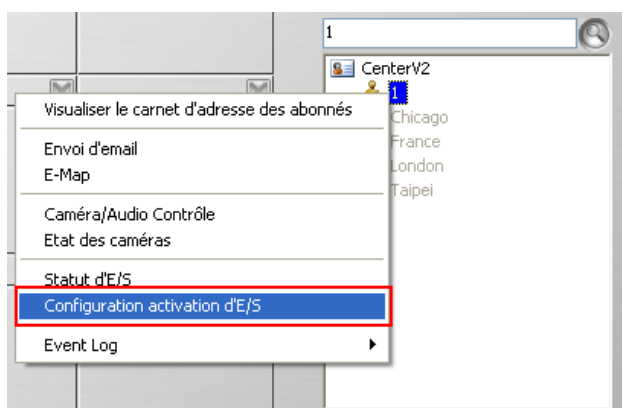 1
CenterV2
1
Chicago
France
London
Taipei
Visualiser le carnet d'adresse des abonnés
Envoi d'email
E-Map
Caméra/Audio Contrôle
Etat des caméras
Statut d'E/S
Configuration activation d'E/S
Event Log